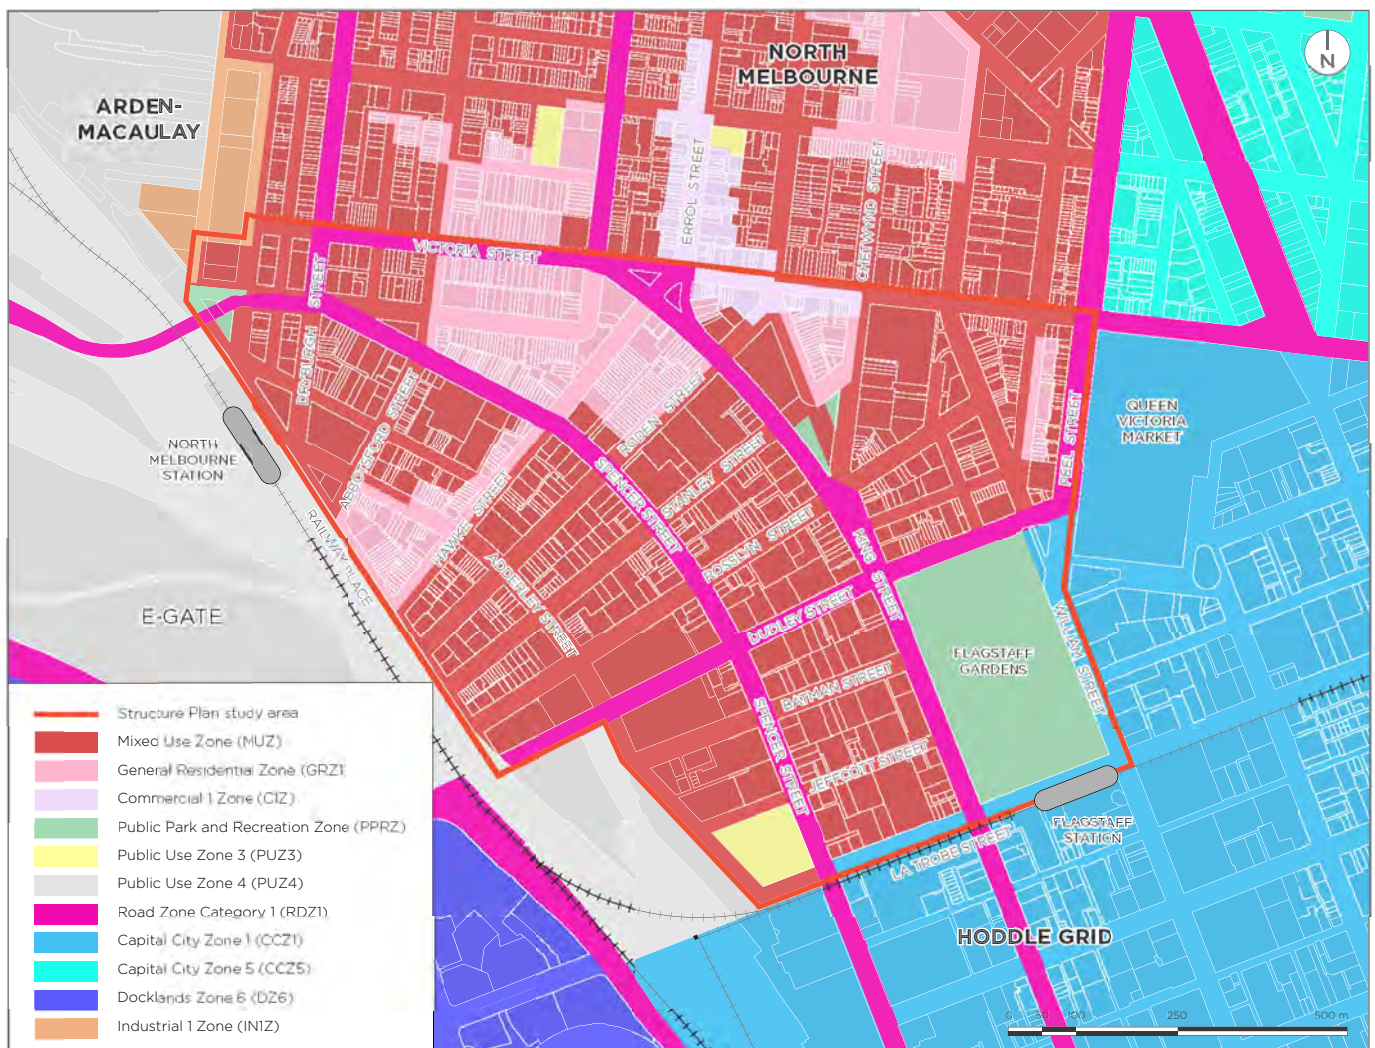 NORTH
MELBOURNE
N
ARDEN-
MACAULAY
ERROL STREET
CHETWYND STREET
VICTORIA STREET
STREET
DRYBURGH
ABBOTSFORD STREET
HAWKE STREET
RODEN STREET
STANLEY STREET
ROSSLYN STREET
SPENCER STREET
ADDERLEY STREET
PEEL STREET
QUEEN
VICTORIA
MARKET
NORTH
MELBOURNE
STATION
RAILWAY PLACE
KING STREET
DUDLEY STREET
E-GATE
BATMAN STREET
FLAGSTAFF
GARDENS
WILLIAM STREET
SPENCER STREET
JEFFCOTT STREET
FLAGSTAFF
STATION
LA TROBE STREET
HODDLE GRID
Structure Plan study area
Mixed Use Zone (MUZ)
General Residential Zone (GRZ1
Commercial 1 Zone (C1Z)
Public Park and Recreation Zone (PPRZ)
Public Use Zone 3 (PUZ3)
Public Use Zone 4 (PUZ4)
Road Zone Category 1 (RDZ1)
Capital City Zone 1 (CCZ1)
Capital City Zone 5 (CCZ5)
Docklands Zone 6 (DZ6)
Industrial 1 Zone (IN1Z)
0 50 100 250 500 m